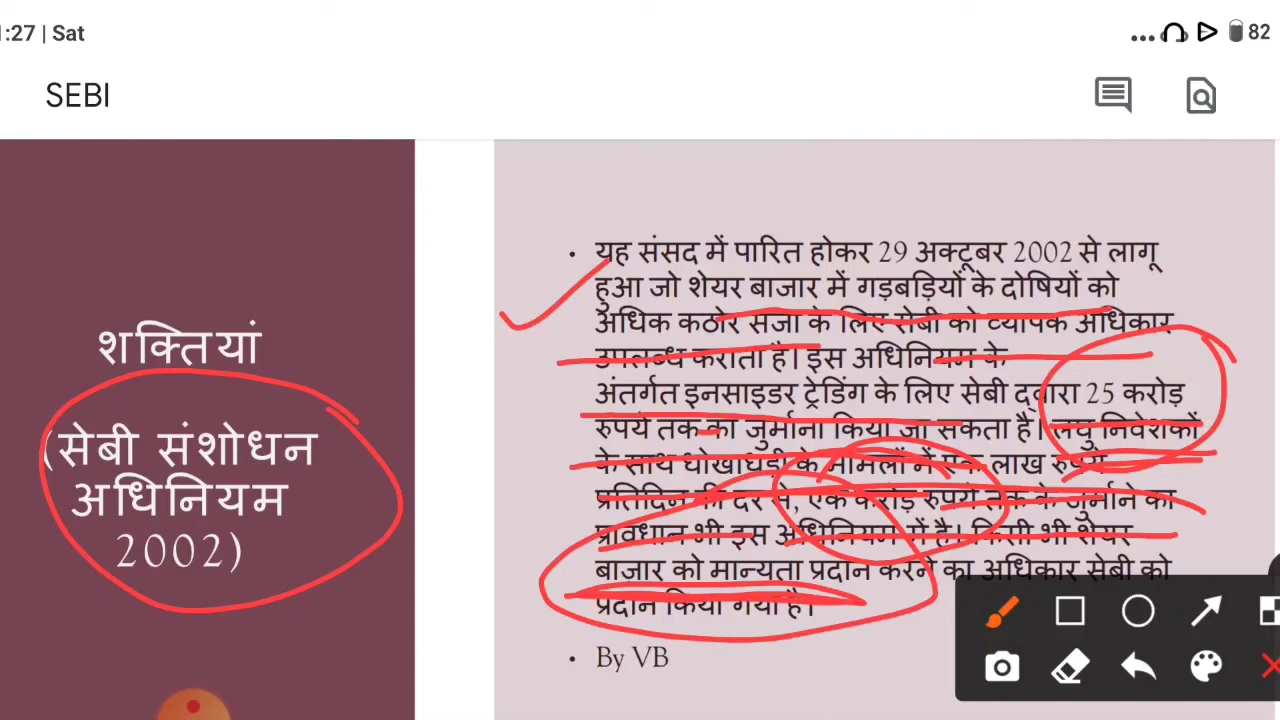 :27 | Sat
82
SEBI
शक्तियां
(सेबी संशोधन
अधिनियम
2002)
• यह संसद में पारित होकर 29 अक्टूबर 2002 से लागू
हुआ जो शेयर बाजार में गड़बड़ियों के दोषियों को
अधिक कठोर सजा के लिए सेबी को व्यापक अधिकार
उपलब्ध कराता है। इस अधिनियम के
अंतर्गत इनसाइडर ट्रेडिंग के लिए सेबी द्वारा 25 करोड़
रुपये तक का जुर्माना किया जा सकता है। लघु निवेशकों
के साथ धोखाधड़ी के मामलों में एक लाख रुपये
प्रतिदिन की दर से, एक करोड़ रुपये तक के जुर्माने का
प्रावधान भी इस अधिनियम में है। किसी भी शेयर
बाजार को मान्यता प्रदान करने का अधिकार सेबी को
प्रदान किया गया है।
• By VB